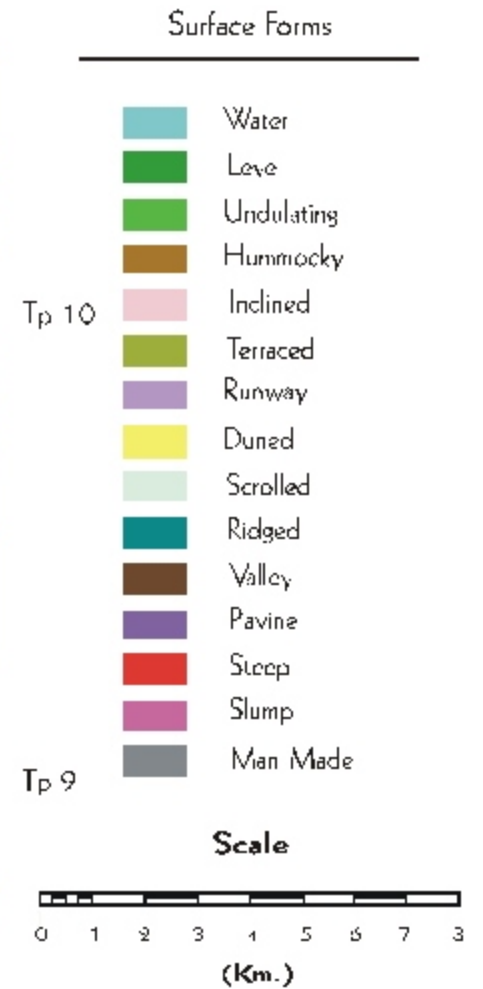 Surface Forms
Water
Leve
Undulating
Hummocky
Tp 10
Inclined
Terraced
Runway
Duned
Scrolled
Ridged
Valley
Pavine
Steep
Slump
Man Made
Tp 9
Scale
0 1 2 3 4 5 6 7 3
(Km.)